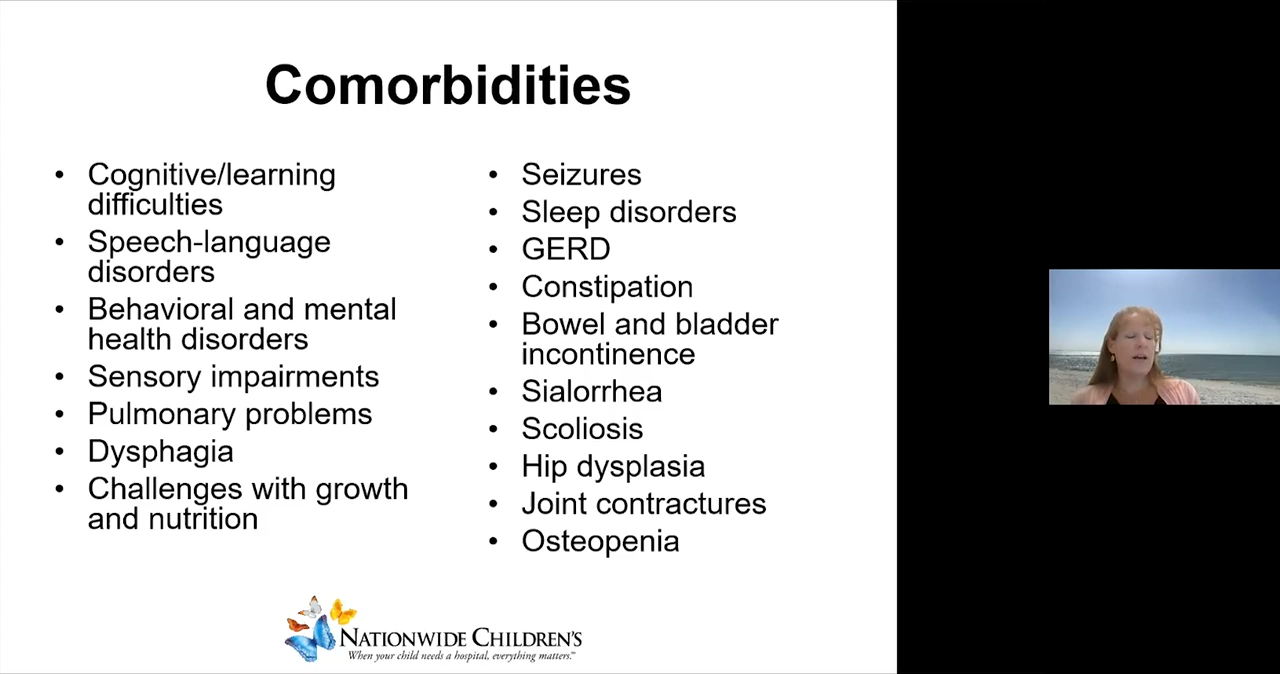 Comorbidities
• Cognitive/learning
difficulties
• Speech-language
disorders
• Behavioral and mental
health disorders
• Sensory impairments
• Pulmonary problems
• Dysphagia
• Challenges with growth
and nutrition
• Seizures
• Sleep disorders
• GERD
• Constipation
• Bowel and bladder
incontinence
• Sialorrhea
• Scoliosis
• Hip dysplasia
• Joint contractures
• Osteopenia
NATIONWIDE CHILDREN'S
When your child needs a hospital, everything matters.™